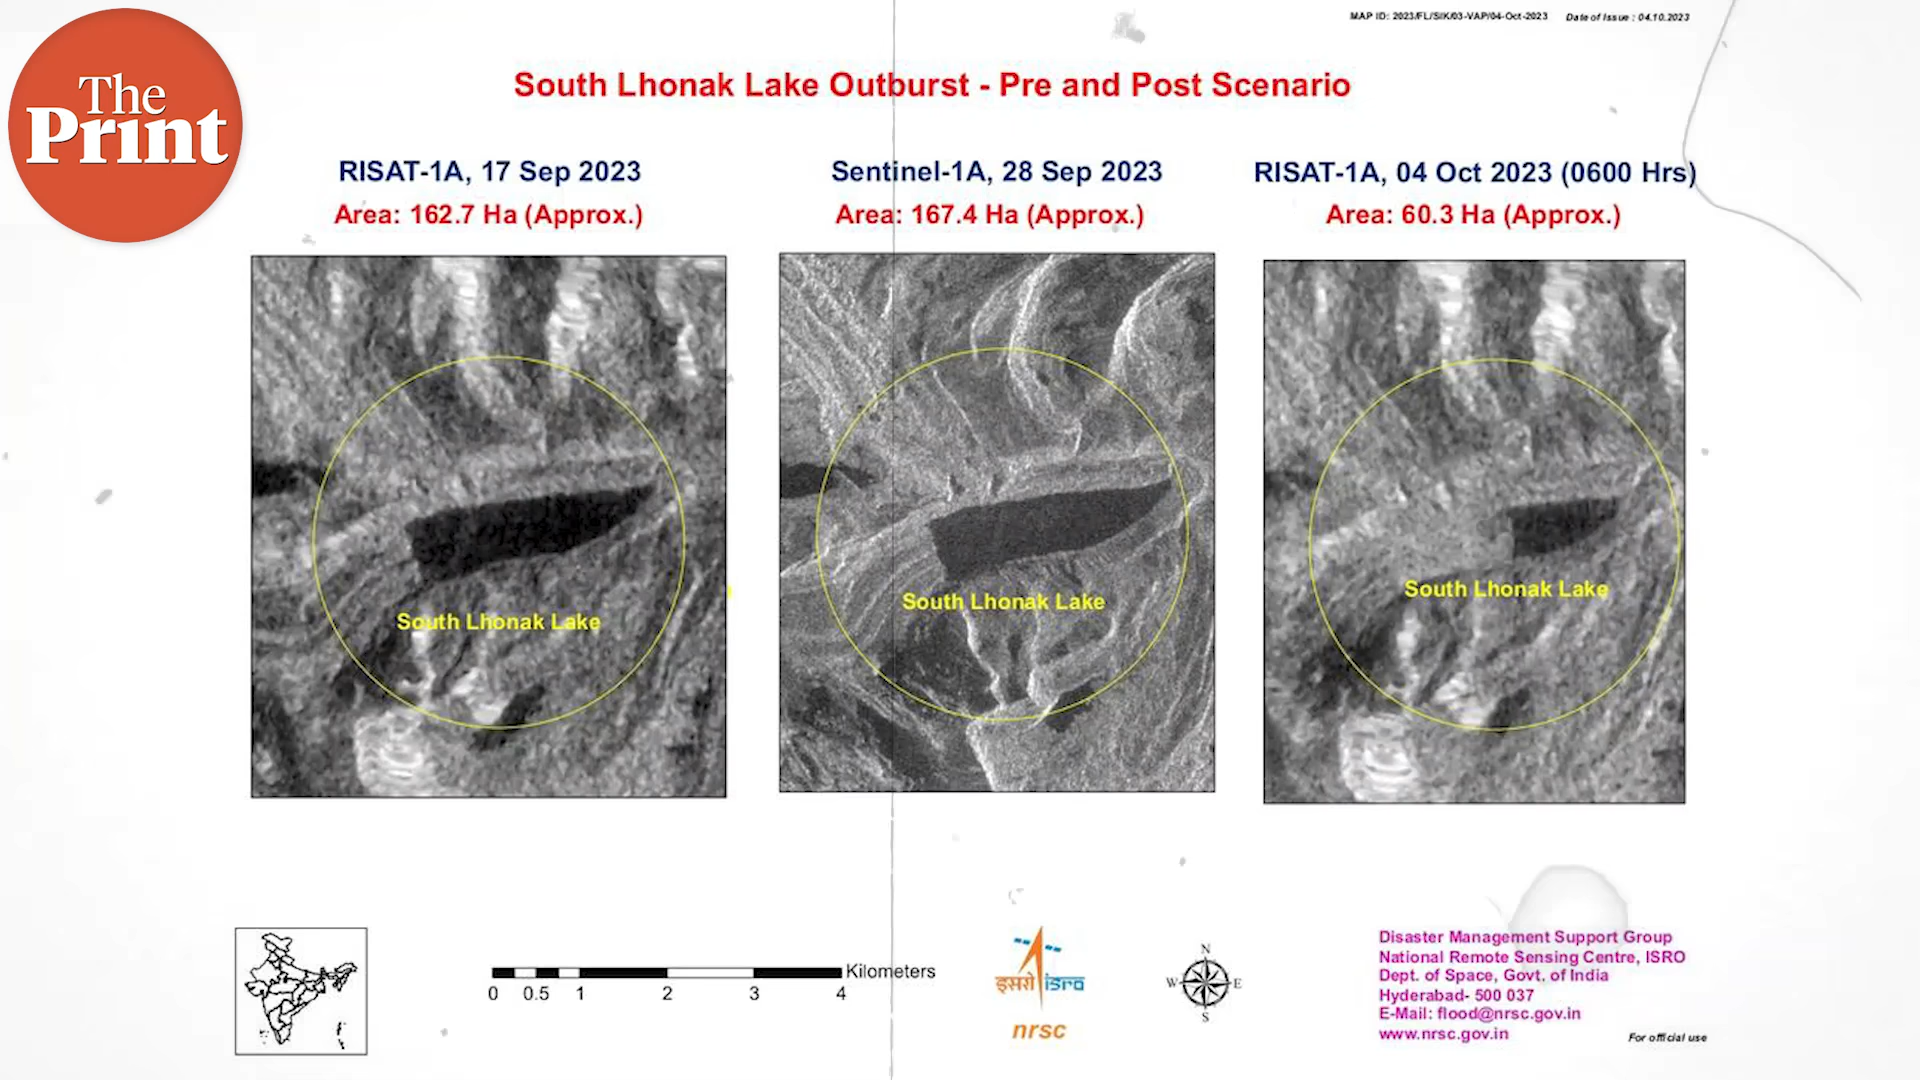 The
Print
MAP ID: 2023/FL/SIK/03-VAP/04-Oct-2023 Date of Issue : 04.10.2023
South Lhonak Lake Outburst - Pre and Post Scenario
RISAT-1A, 17 Sep 2023
Area: 162.7 Ha (Approx.)
Sentinel-1A, 28 Sep 2023
Area: 167.4 Ha (Approx.)
RISAT-1A, 04 Oct 2023 (0600 Hrs)
Area: 60.3 Ha (Approx.)
South Lhonak Lake
South Lhonak Lake
South Lhonak Lake
Kilometers
0 0.5 1 2 3 4
इसरो isro
nrsc
N
W E
S
Disaster Management Support Group
National Remote Sensing Centre, ISRO
Dept. of Space, Govt. of India
Hyderabad- 500 037
E-Mail: flood@nrsc.gov.in
www.nrsc.gov.in
For official use